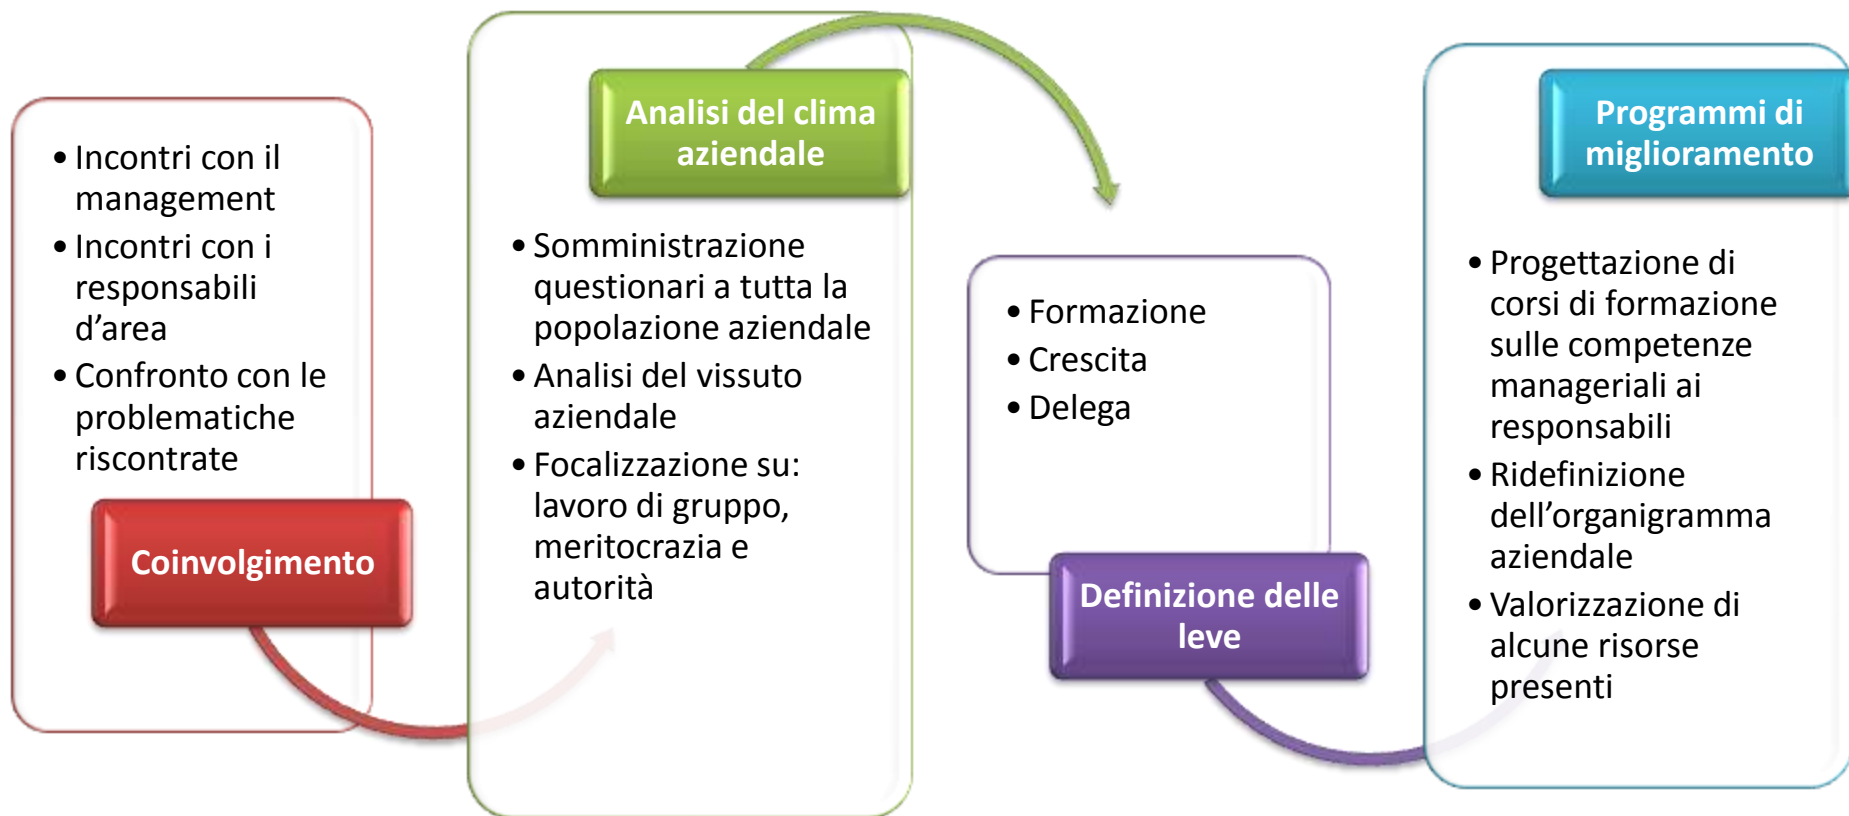 • Incontri con il
management
• Incontri con i
responsabili
d’area
• Confronto con le
problematiche
riscontrate
Coinvolgimento
Analisi del clima
aziendale
• Somministrazione
questionari a tutta la
popolazione aziendale
• Analisi del vissuto
aziendale
• Focalizzazione su:
lavoro di gruppo,
meritocrazia e
autorità
• Formazione
• Crescita
• Delega
Definizione delle
leve
Programmi di
miglioramento
• Progettazione di
corsi di formazione
sulle competenze
manageriali ai
responsabili
• Ridefinizione
dell’organigramma
aziendale
• Valorizzazione di
alcune risorse
presenti